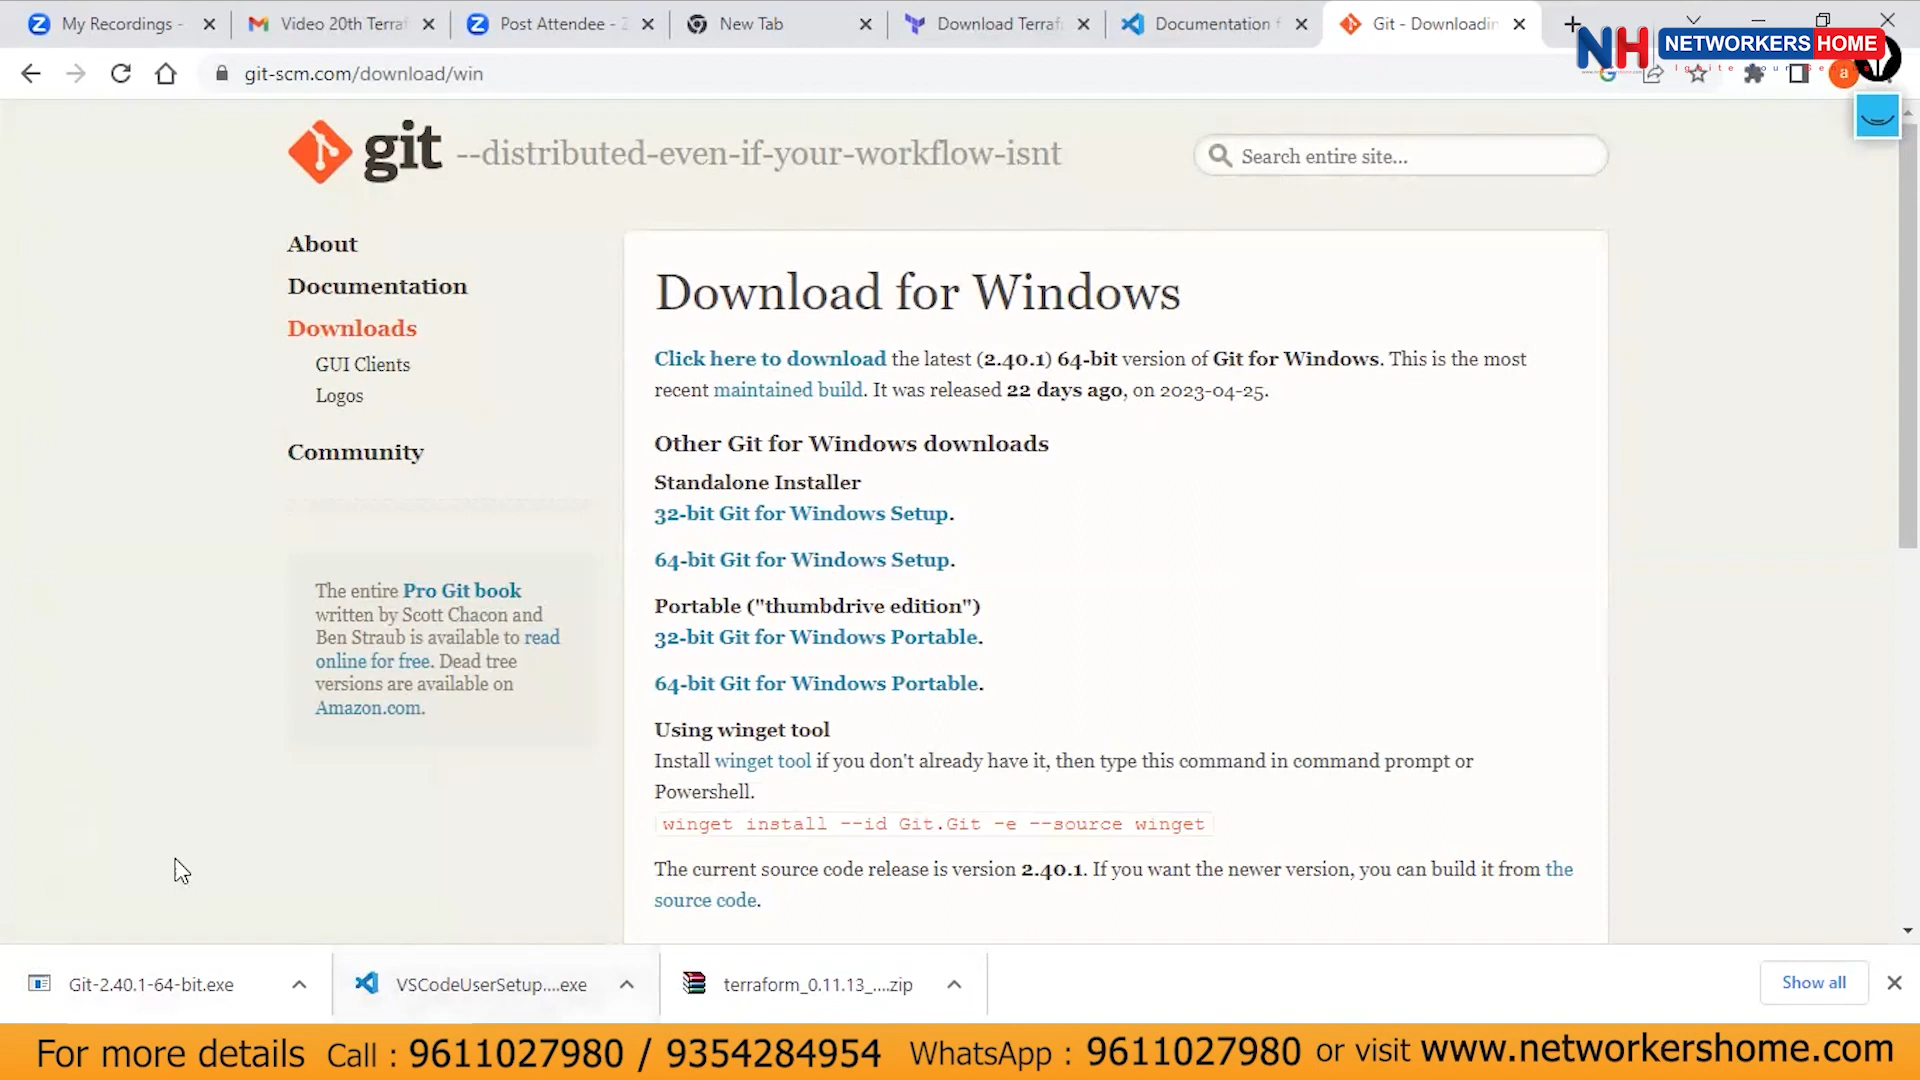 My Recordings -
Video 20th Terraf
Post Attendee - Z
New Tab
Download Terraf
Documentation f
Git - Downloadin
NH NETWORKERS HOME
git-scm.com/download/win
a
git --distributed-even-if-your-workflow-isnt
Search entire site...
About
Documentation
Downloads
GUI Clients
Logos
Community
The entire Pro Git book
written by Scott Chacon and
Ben Straub is available to read
online for free. Dead tree
versions are available on
Amazon.com.
Download for Windows
Click here to download the latest (2.40.1) 64-bit version of Git for Windows. This is the most
recent maintained build. It was released 22 days ago, on 2023-04-25.
Other Git for Windows downloads
Standalone Installer
32-bit Git for Windows Setup.
64-bit Git for Windows Setup.
Portable ("thumbdrive edition")
32-bit Git for Windows Portable.
64-bit Git for Windows Portable.
Using winget tool
Install winget tool if you don't already have it, then type this command in command prompt or
Powershell.
winget install --id Git.Git -e --source winget
The current source code release is version 2.40.1. If you want the newer version, you can build it from the
source code.
Git-2.40.1-64-bit.exe
VSCodeUserSetup....exe
terraform_0.11.13_....zip
Show all
For more details Call : 9611027980 / 9354284954 WhatsApp : 9611027980 or visit www.networkershome.com